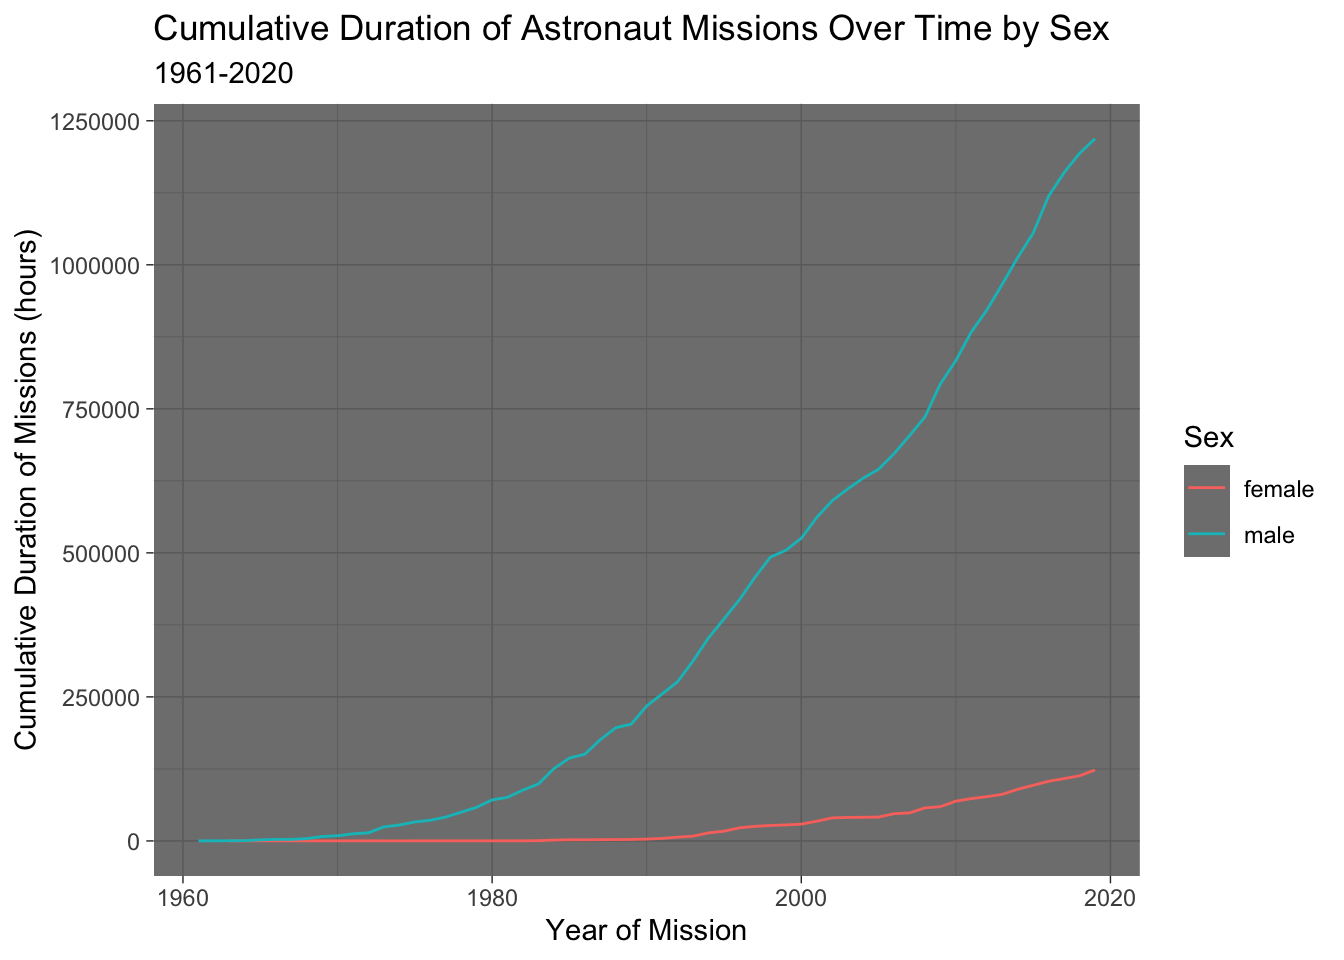 Cumulative Duration of Astronaut Missions Over Time by Sex
1961-2020
Cumulative Duration of Missions (hours)
1250000
1000000
750000
500000
250000
0
1960
1980
2000
2020
Year of Mission
Sex
female
male